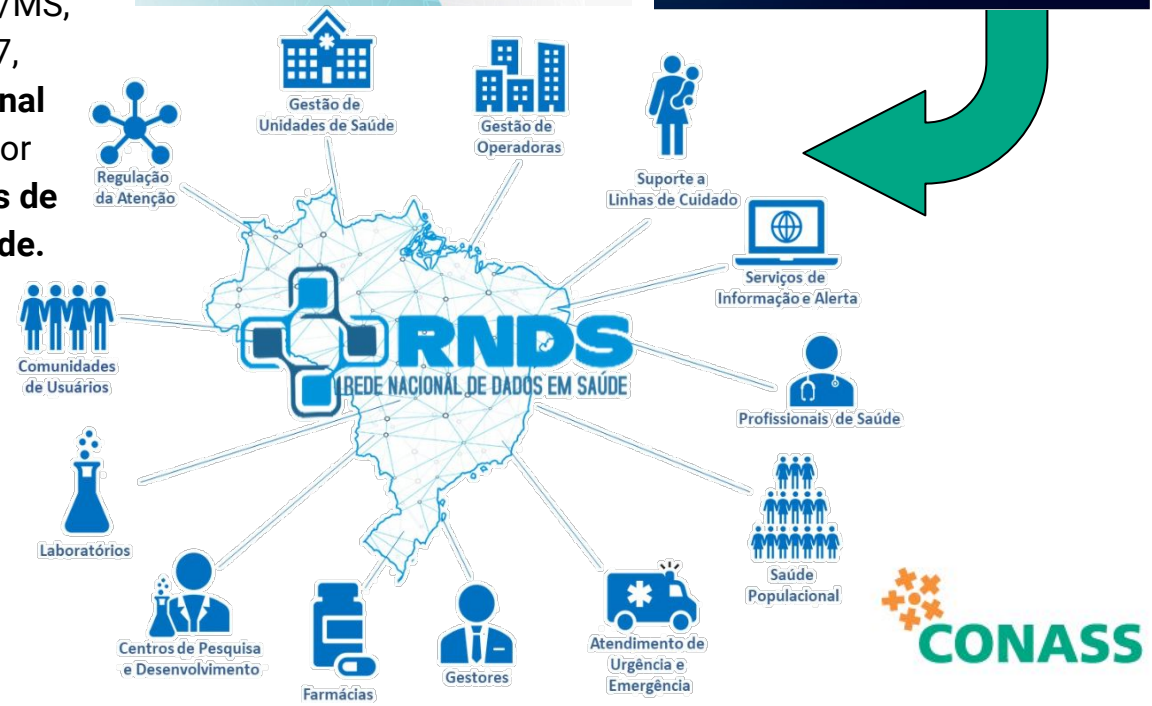 /MS,
7,
nal
or
s de
de.
Gestão de
Unidades de Saúde
Gestão de
Operadoras
Suporte a
Linhas de Cuidado
Regulação
da Atenção
Serviços de
Informação e Alerta
Comunidades
de Usuários
RNDS
REDE NACIONAL DE DADOS EM SAÚDE
Profissionais de Saúde
Laboratórios
Saúde
Populacional
Centros de Pesquisa
e Desenvolvimento
Farmácias
Gestores
Atendimento de
Urgência e
Emergência
CONASS